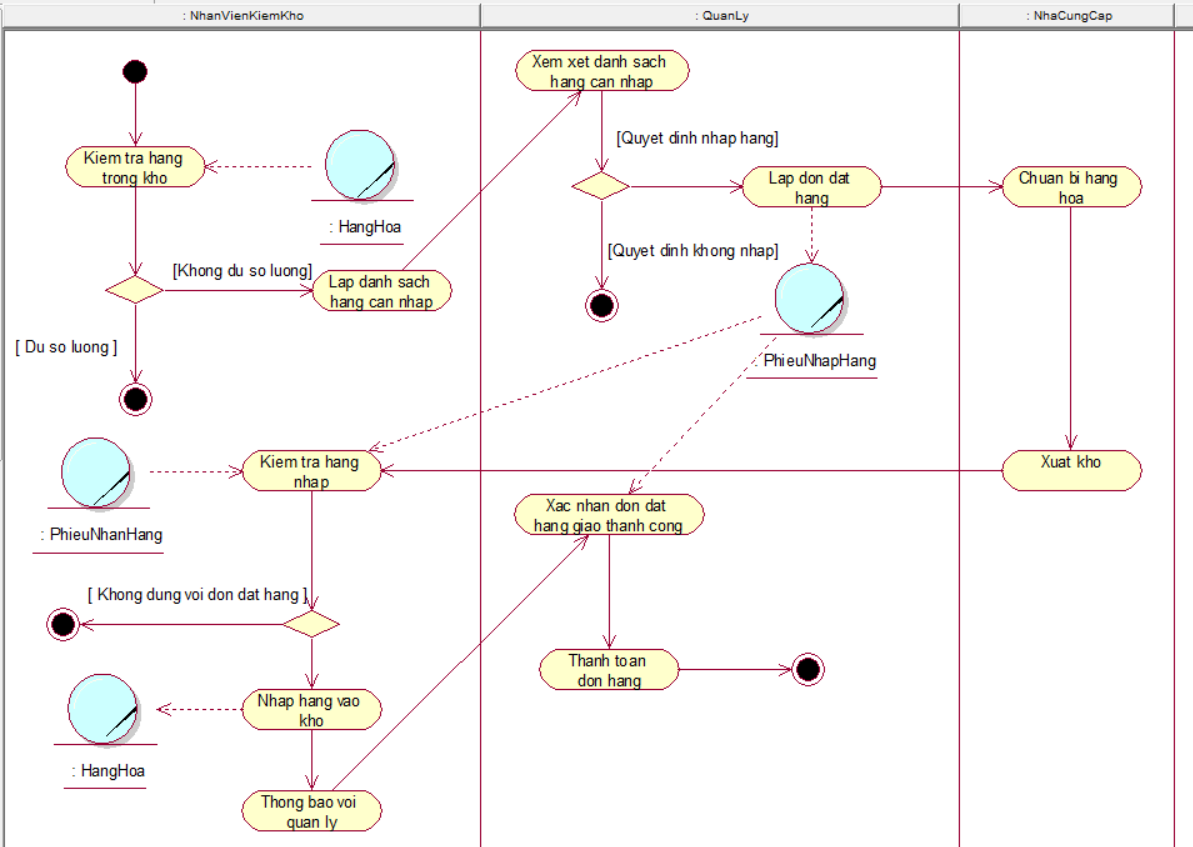 : NhanVienKiemKho
: QuanLy
: NhaCungCap
Xem xet danh sach
hang can nhap
[Quyet dinh nhap hang]
Kiem tra hang
trong kho
: HangHoa
Lap don dat
hang
Chuan bi hang
hoa
[Khong du so luong]
Lap danh sach
hang can nhap
[Quyet dinh khong nhap]
[ Du so luong ]
: PhieuNhapHang
Kiem tra hang
nhap
Xuat kho
: PhieuNhanHang
Xac nhan don dat
hang giao thanh cong
[ Khong dung voi don dat hang ]
Thanh toan
don hang
Nhap hang vao
kho
: HangHoa
Thong bao voi
quan ly